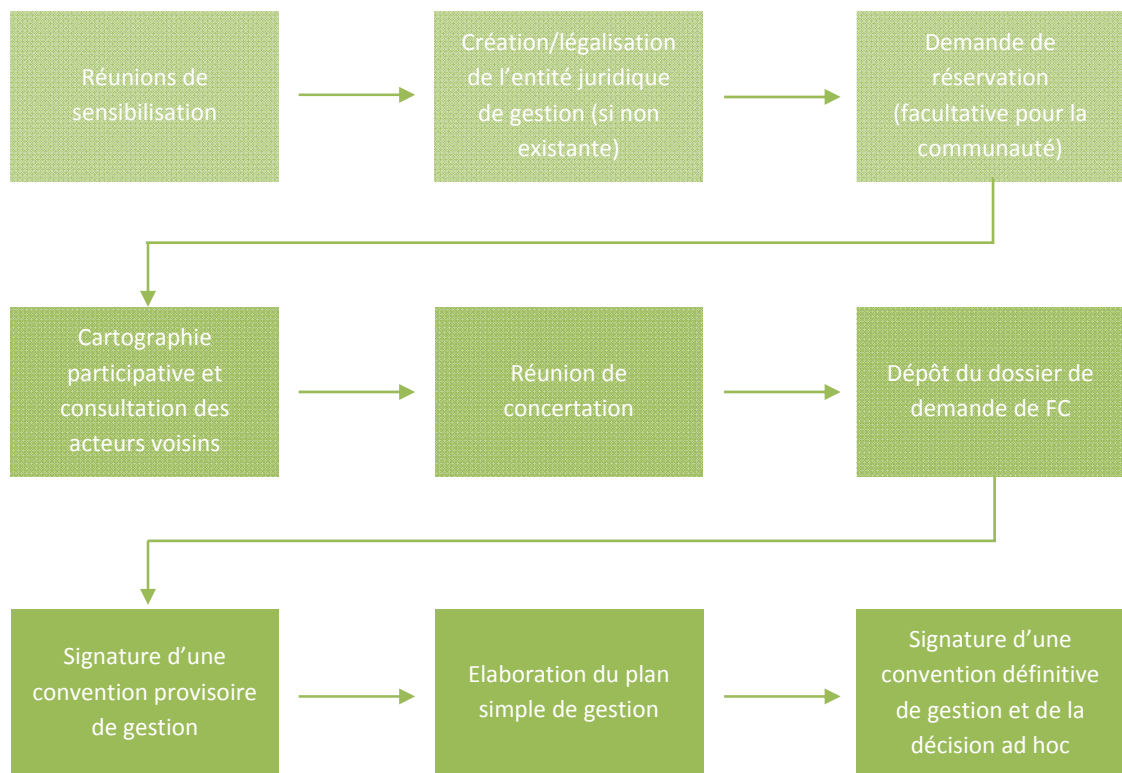 Réunions de
sensibilisation
Création/légalisation
de l’entité juridique
de gestion (si non
existante)
Demande de
réservation
(facultative pour la
communauté)
Cartographie
participative et
consultation des
acteurs voisins
Réunion de
concertation
Dépôt du dossier de
demande de FC
Signature d’une
convention provisoire
de gestion
Elaboration du plan
simple de gestion
Signature d’une
convention définitive
de gestion et de la
décision ad hoc